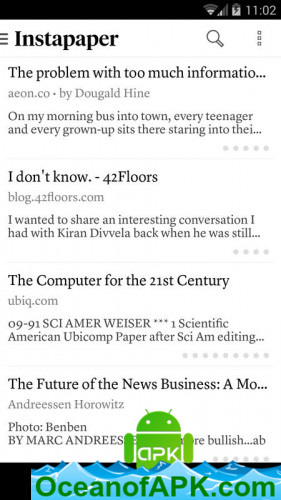 11:02
Instapaper
The problem with too much informatio...
aeon.co • by Dougald Hine
On my morning bus into town, every teenager
and every grown-up sits there staring into thei...
I don't know. - 42Floors
blog.42floors.com
I wanted to share an interesting conversation I
had with Kiran Divvela back when he was still...
The Computer for the 21st Century
ubiq.com
09-91 SCI AMER WEISER *** 1 Scientific
American Ubicomp Paper after Sci Am editing...
The Future of the News Business: A Mo...
Andreessen Horowitz
Photo: Benben
BY MARC ANDREESSE more bullish...ab
APK
OceanofAPK.com